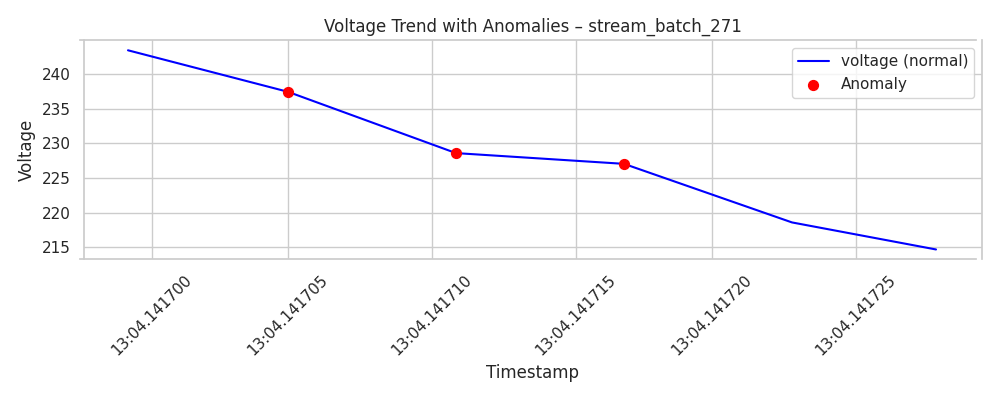 Voltage Trend with Anomalies – stream_batch_271
voltage (normal)
Anomaly
Voltage
240
235
230
225
220
215
13:04.141700
13:04.141705
13:04.141710
13:04.141715
13:04.141720
13:04.141725
Timestamp